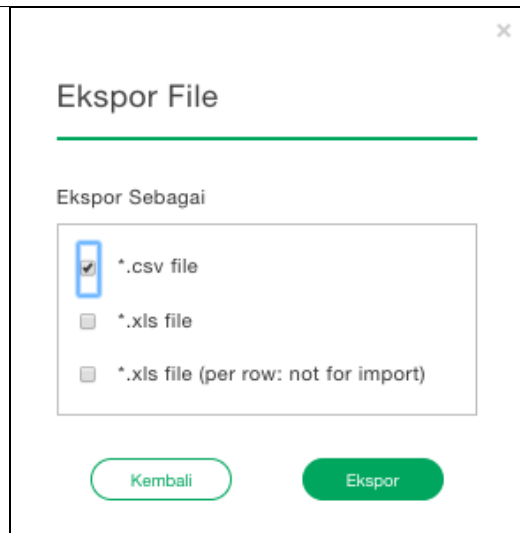 Ekspor File
Ekspor Sebagai
*.csv file
*.xls file
*.xls file (per row: not for import)
Kembali
Ekspor